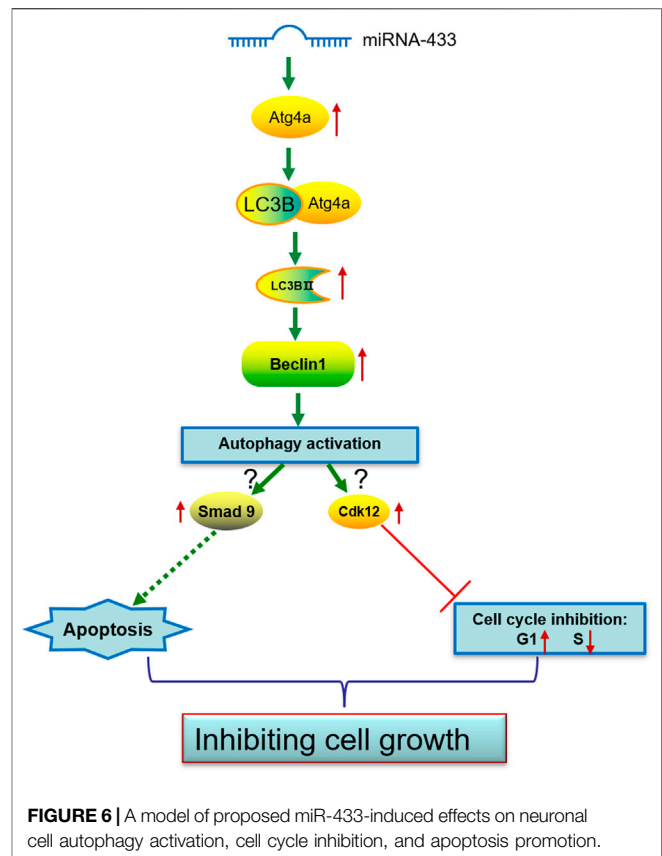 miRNA-433
Atg4a
LC3B Atg4a
LC3BⅡ
Beclin1
Autophagy activation
? ?
Smad 9 Cdk12
Apoptosis
Cell cycle inhibition:
G1 S
Inhibiting cell growth
FIGURE 6 | A model of proposed miR-433-induced effects on neuronal
cell autophagy activation, cell cycle inhibition, and apoptosis promotion.